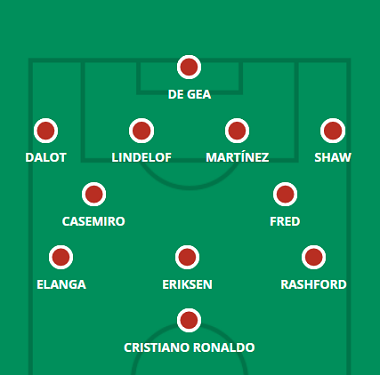 DE GEA
DALOT LINDELOF MARTÍNEZ SHAW
CASEMIRO FRED
ELANGA ERIKSEN RASHFORD
CRISTIANO RONALDO